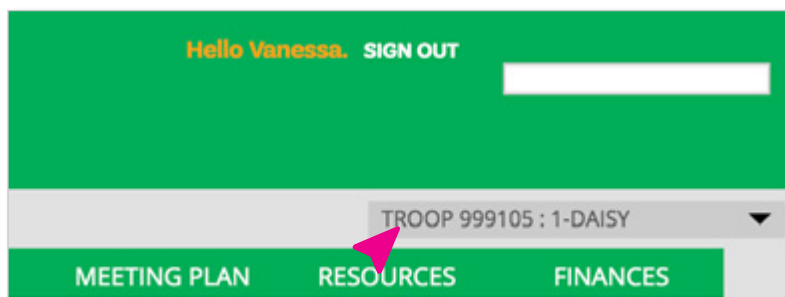 Hello Vanessa. SIGN OUT
TROOP 999105 : 1-DAISY
MEETING PLAN RESOURCES FINANCES